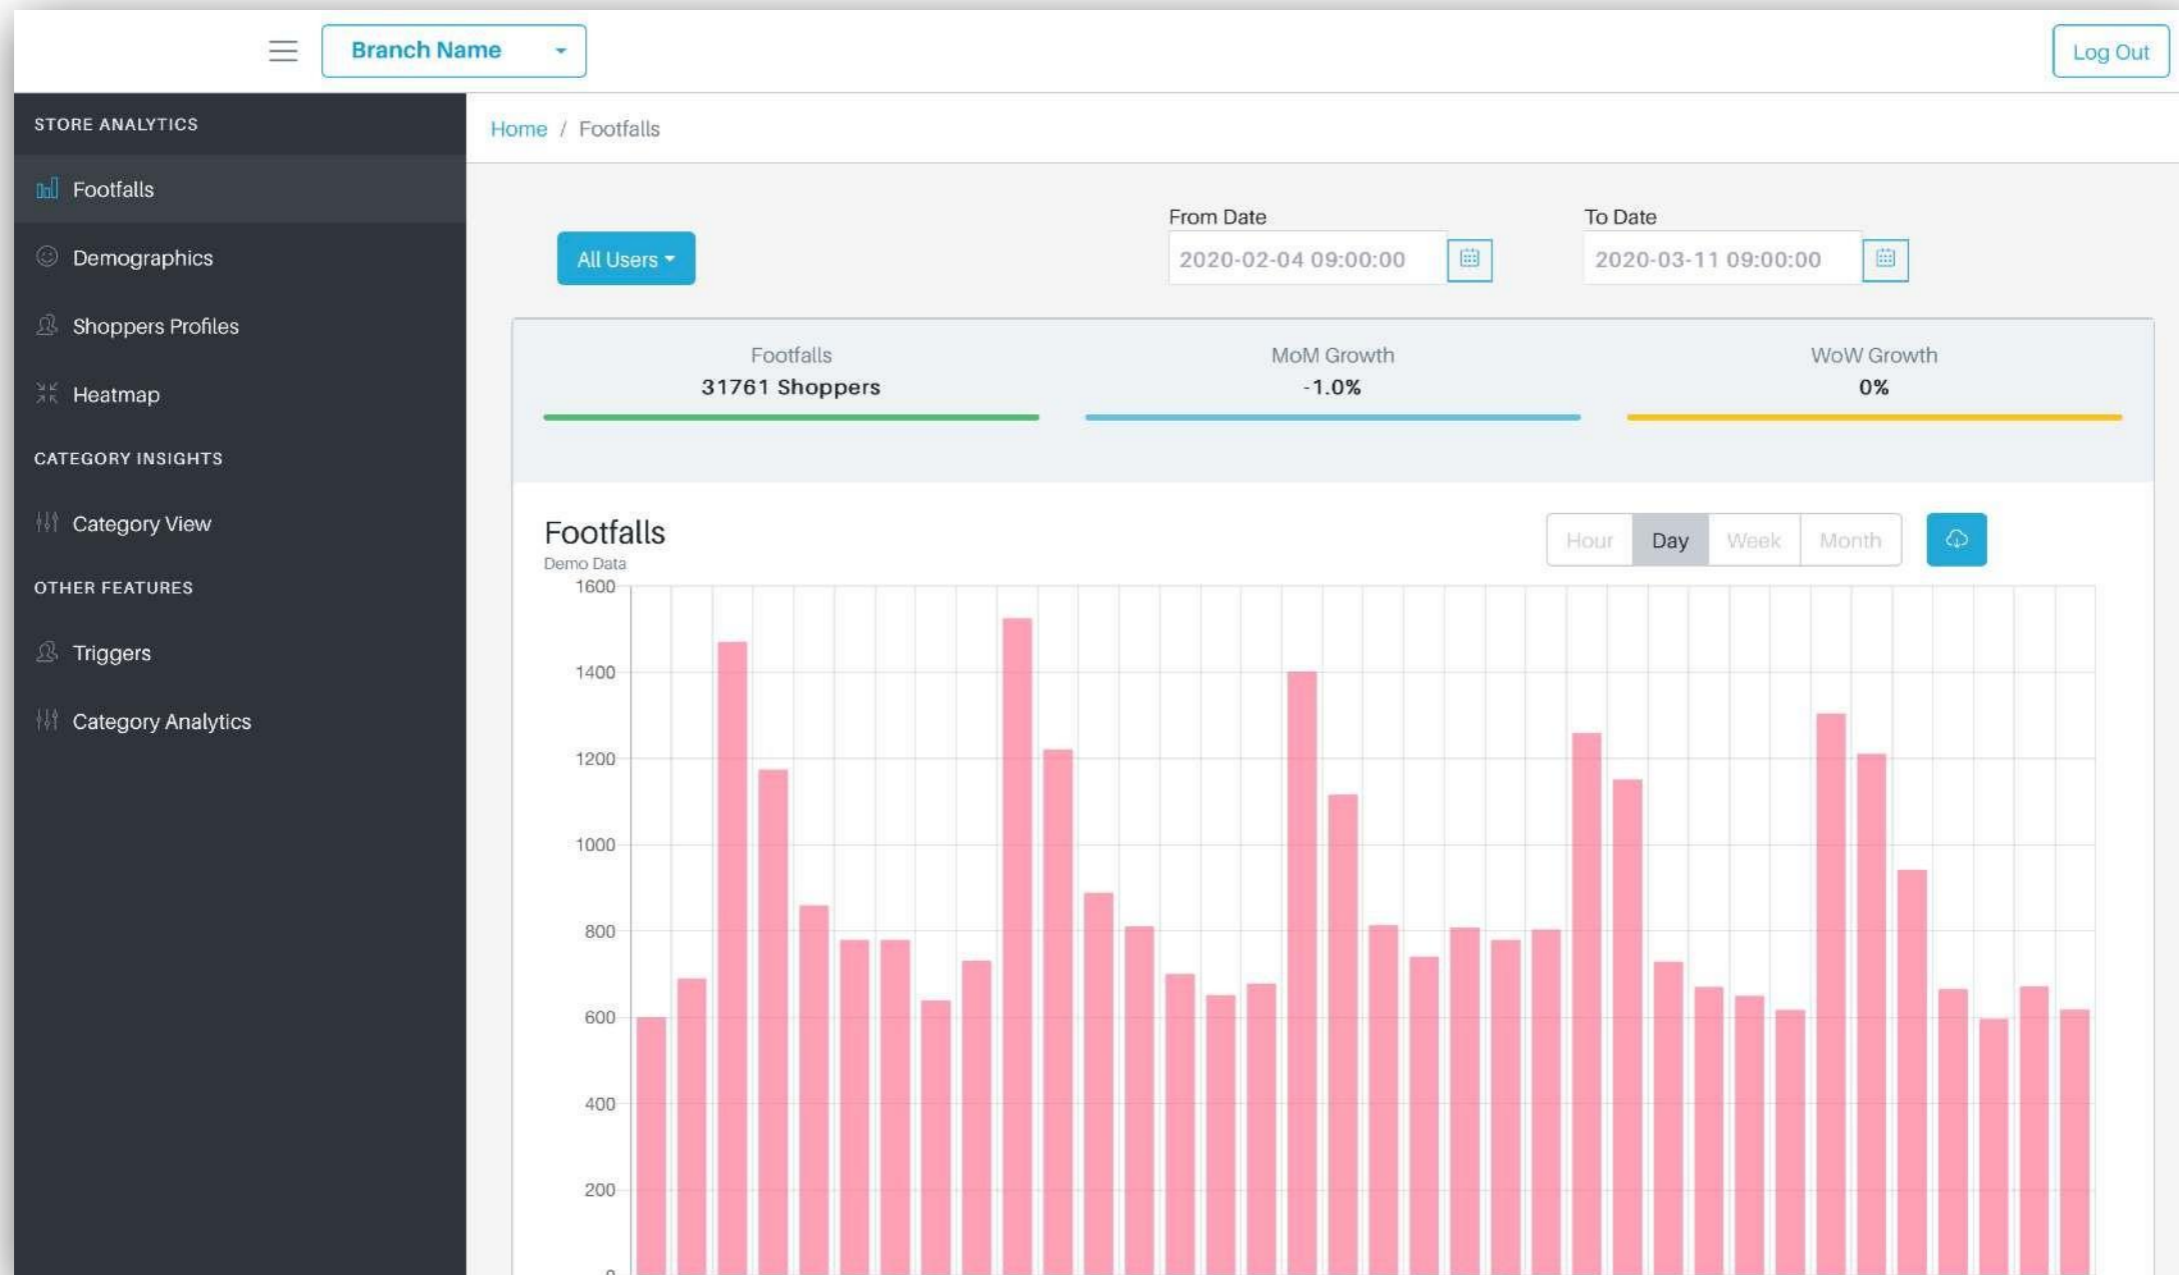 Branch Name
Log Out
STORE ANALYTICS
Footfalls
Demographics
Shoppers Profiles
Heatmap
CATEGORY INSIGHTS
Category View
OTHER FEATURES
Triggers
Category Analytics
Home / Footfalls
All Users
From Date
2020-02-04 09:00:00
To Date
2020-03-11 09:00:00
Footfalls
31761 Shoppers
MoM Growth
-1.0%
WoW Growth
0%
Footfalls
Demo Data
Hour Day Week Month
1600
1400
1200
1000
800
600
400
200
0